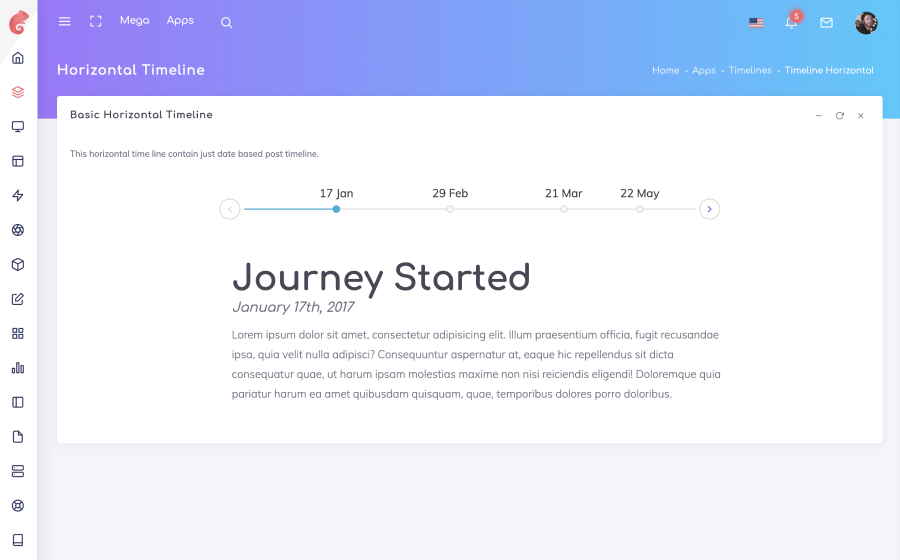 Mega Apps
5
Horizontal Timeline
Home - Apps - Timelines - Timeline Horizontal
Basic Horizontal Timeline
This horizontal time line contain just date based post timeline.
17 Jan 29 Feb 21 Mar 22 May
Journey Started
January 17th, 2017
Lorem ipsum dolor sit amet, consectetur adipisicing elit. Illum praesentium officia, fugit recusandae
ipsa, quia velit nulla adipisci? Consequuntur aspernatur at, eaque hic repellendus sit dicta
consequatur quae, ut harum ipsam molestias maxime non nisi reiciendis eligendi! Doloremque quia
pariatur harum ea amet quibusdam quisquam, quae, temporibus dolores porro doloribus.